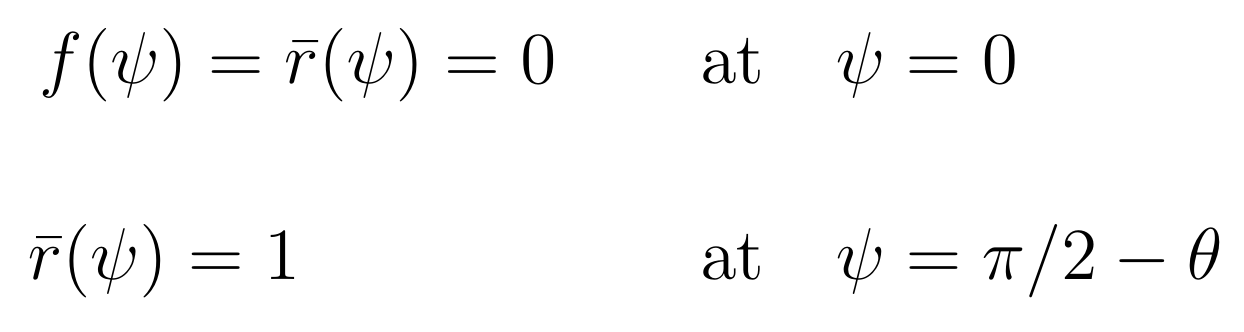 f(ψ) = r̄(ψ) = 0 at ψ = 0
r̄(ψ) = 1 at ψ = π/2 − θ